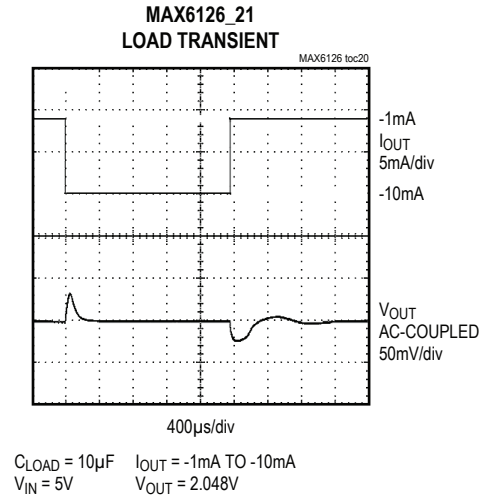 MAX6126_21
LOAD TRANSIENT
MAX6126 toc20
-1mA
IOUT
5mA/div
-10mA
VOUT
AC-COUPLED
50mV/div
400µs/div
CLOAD = 10µF IOUT = -1mA TO -10mA
VIN = 5V VOUT = 2.048V